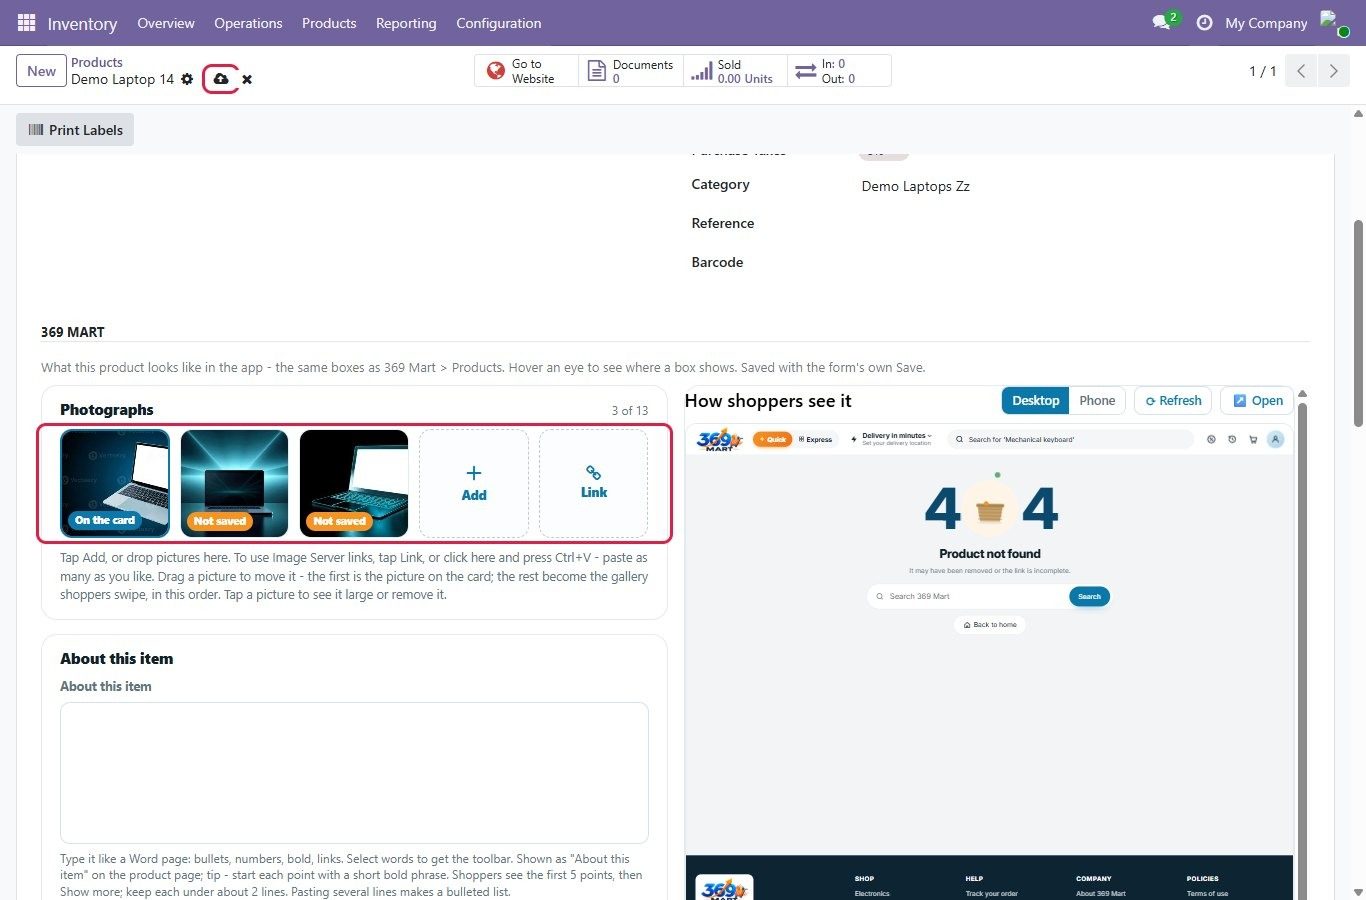 Inventory
Overview
Operations
Products
Reporting
Configuration
2
My Company
New
Products
Demo Laptop 14
Go to Website
Documents 0
Sold 0.00 Units
In: 0
Out: 0
1 / 1
Print Labels
Category
Demo Laptops Zz
Reference
Barcode
369 MART
What this product looks like in the app - the same boxes as 369 Mart > Products. Hover an eye to see where a box shows. Saved with the form's own Save.
Photographs
3 of 13
On the card
Not saved
Not saved
Add
Link
Tap Add, or drop pictures here. To use Image Server links, tap Link, or click here and press Ctrl+V - paste as
many as you like. Drag a picture to move it - the first is the picture on the card; the rest become the gallery
shoppers swipe, in this order. Tap a picture to see it large or remove it.
About this item
About this item
Type it like a Word page: bullets, numbers, bold, links. Select words to get the toolbar. Shown as "About this
item" on the product page; tip - start each point with a short bold phrase. Shoppers see the first 5 points, then
Show more; keep each under about 2 lines. Pasting several lines makes a bulleted list.
How shoppers see it
Desktop
Phone
Refresh
Open
369 MART
Quick
Express
Delivery in minutes
Set your delivery location
Search for 'Mechanical keyboard'
A
4 4
Product not found
It may have been removed or the link is incomplete.
Search 369 Mart
Search
Back to home
369
SHOP
Electronics
HELP
Track your order
COMPANY
About 369 Mart
POLICIES
Terms of use